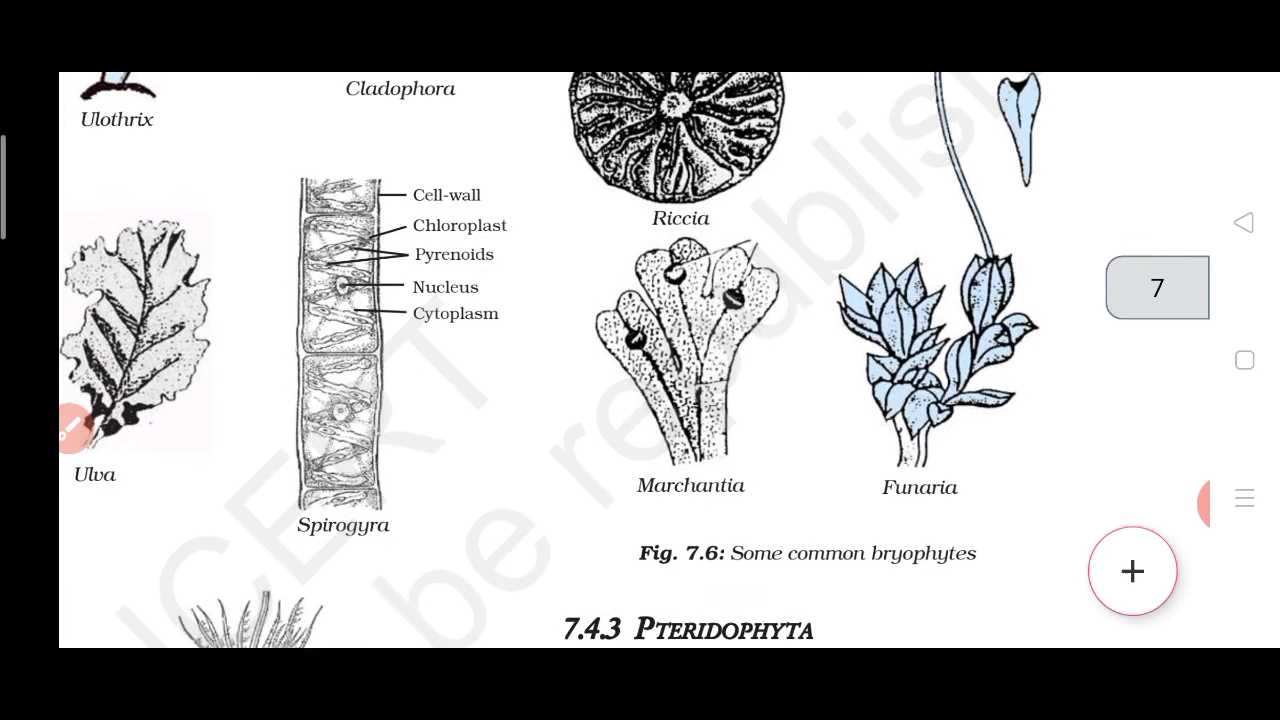 Cladophora
Ulothrix
Cell-wall
Chloroplast
Pyrenoids
Nucleus
Cytoplasm
Ulva
Spirogyra
Riccia
Marchantia
Funaria
Fig. 7.6: Some common bryophytes
7.4.3 PTERIDOPHYTA
7
+